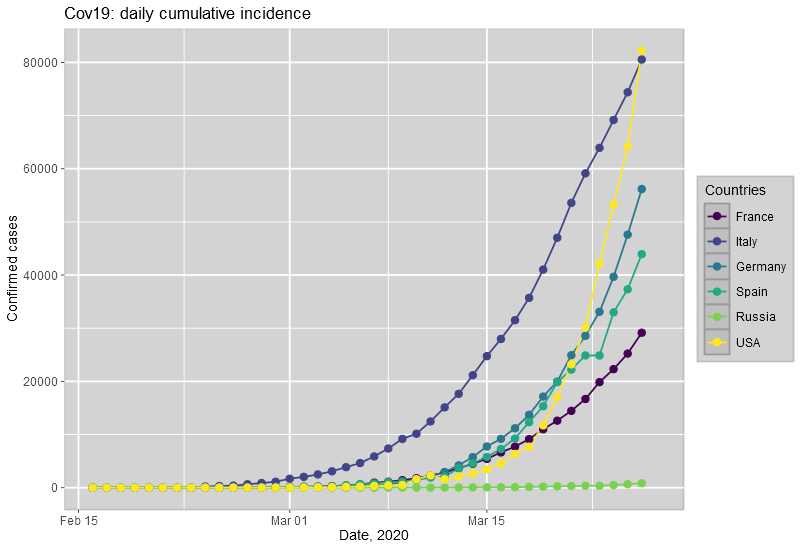 Cov19: daily cumulative incidence
80000
60000
40000
20000
0
Confirmed cases
Feb 15
Mar 01
Mar 15
Date, 2020
Countries
France
Italy
Germany
Spain
Russia
USA